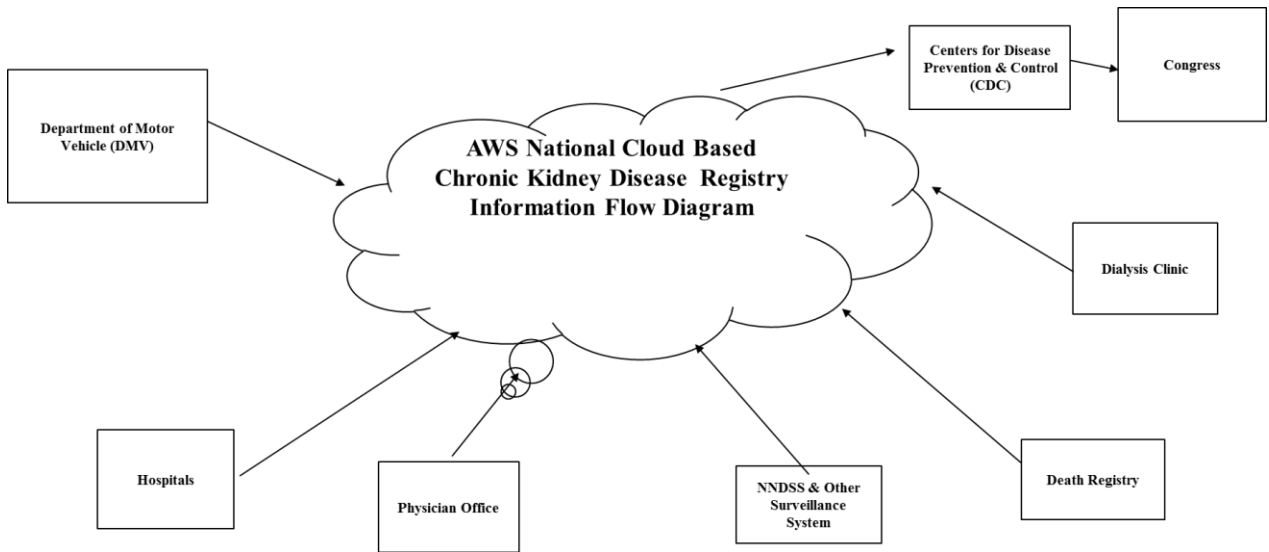 Centers for Disease
Prevention & Control
(CDC)
Congress
Department of Motor
Vehicle (DMV)
AWS National Cloud Based
Chronic Kidney Disease Registry
Information Flow Diagram
Dialysis Clinic
Hospitals
Physician Office
NNDSS & Other
Surveillance
System
Death Registry